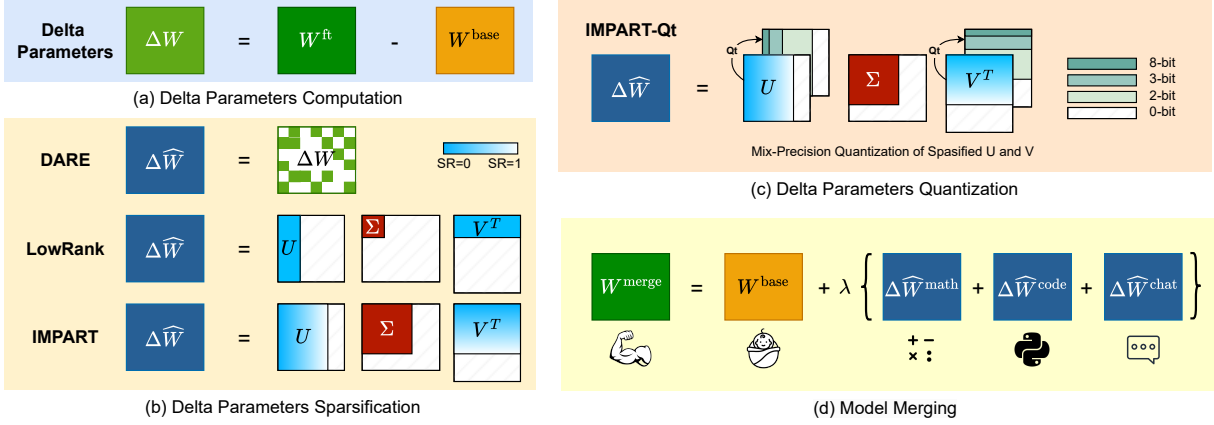 Delta
Parameters
ΔW = W^ft - W^base
(a) Delta Parameters Computation
DARE
ΔŴ = ΔW
SR=0 SR=1
LowRank
ΔŴ = U Σ V^T
IMPART
ΔŴ = U Σ V^T
(b) Delta Parameters Sparsification
IMPART-Qt
ΔŴ = Qt U Σ Qt V^T
8-bit
3-bit
2-bit
0-bit
Mix-Precision Quantization of Spasified U and V
(c) Delta Parameters Quantization
W^merge = W^base + λ { ΔŴ^math + ΔŴ^code + ΔŴ^chat }
+ − × :
(d) Model Merging